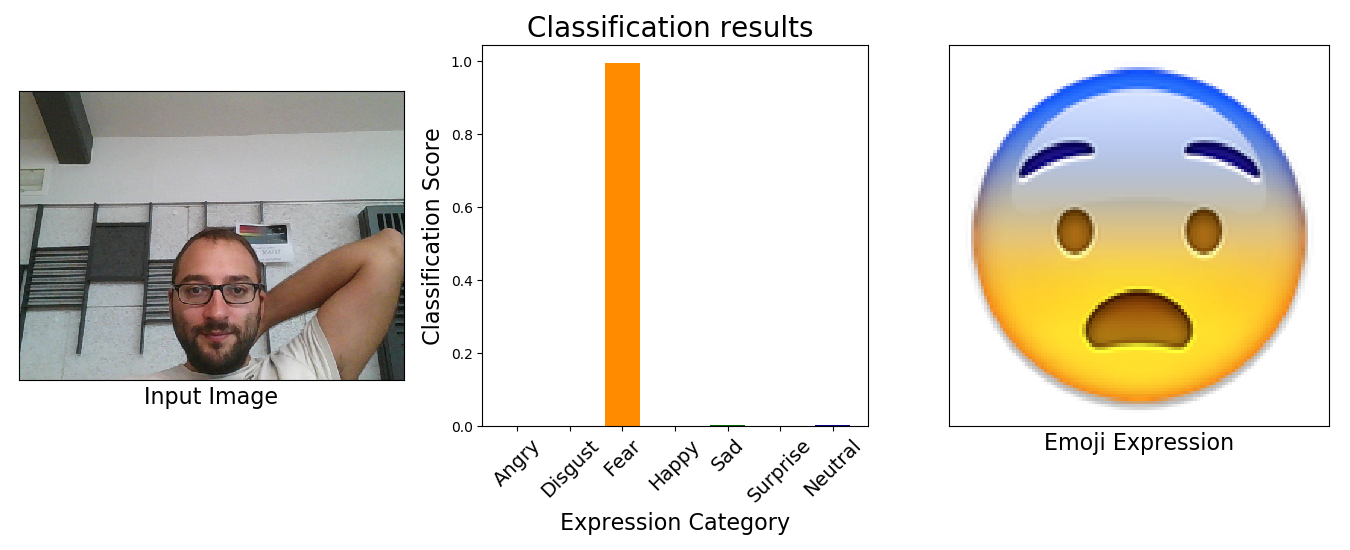 Classification results
1.0
0.8
0.6
0.4
0.2
0.0
Classification Score
Angry
Disgust
Fear
Happy
Sad
Surprise
Neutral
Expression Category
Input Image
Emoji Expression